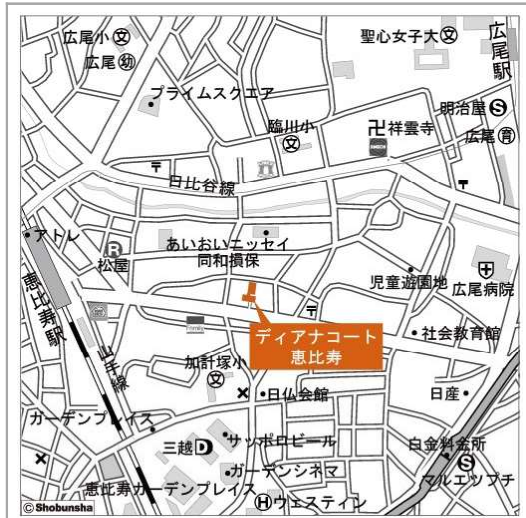 広尾小
文
広尾
幼
プライムスクエア
聖心女子大
文
広尾駅
明治屋
S
広尾
育
臨川小
文
祥雲寺
日比谷線
アトレ
R
松屋
あいおいニッセイ
同和損保
児童遊園地
広尾病院
恵比寿駅
山手線
ディアナコート
恵比寿
社会教育館
加計塚小
文
日仏会館
日産
ガーデンプレイス
三越
D
サッポロビール
ガーデンシネマ
白金料金所
S
マルエツプチ
恵比寿ガーデンプレイス
H
ウェスティン
© Shobunsha